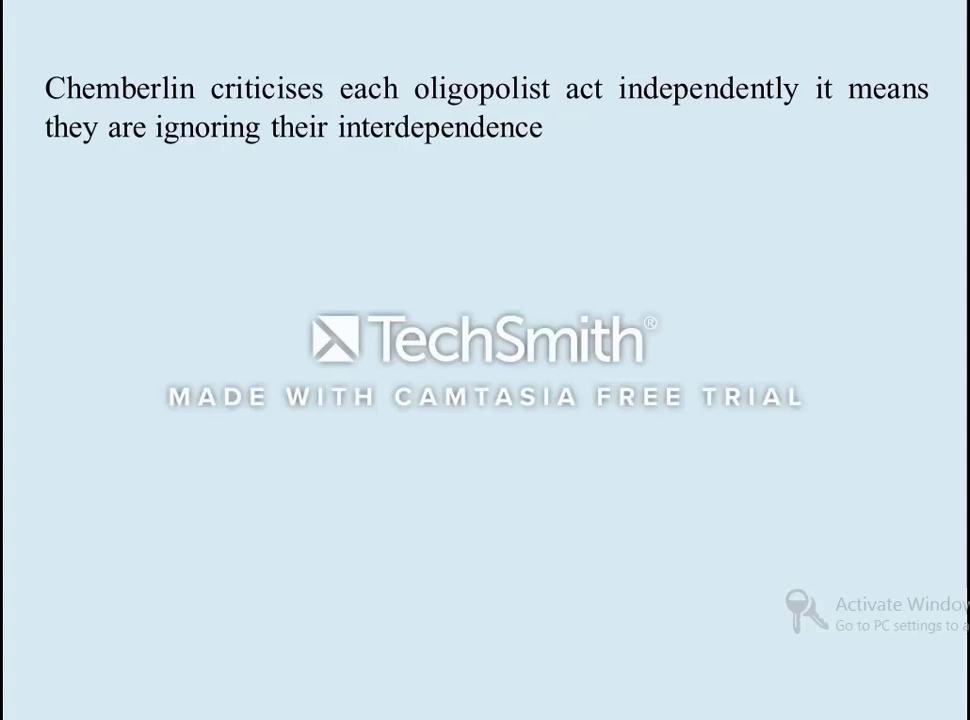 Chemberlin criticises each oligopolist act independently it means
they are ignoring their interdependence
TechSmith®
MADE WITH CAMTASIA FREE TRIAL
Activate Window
Go to PC settings to a